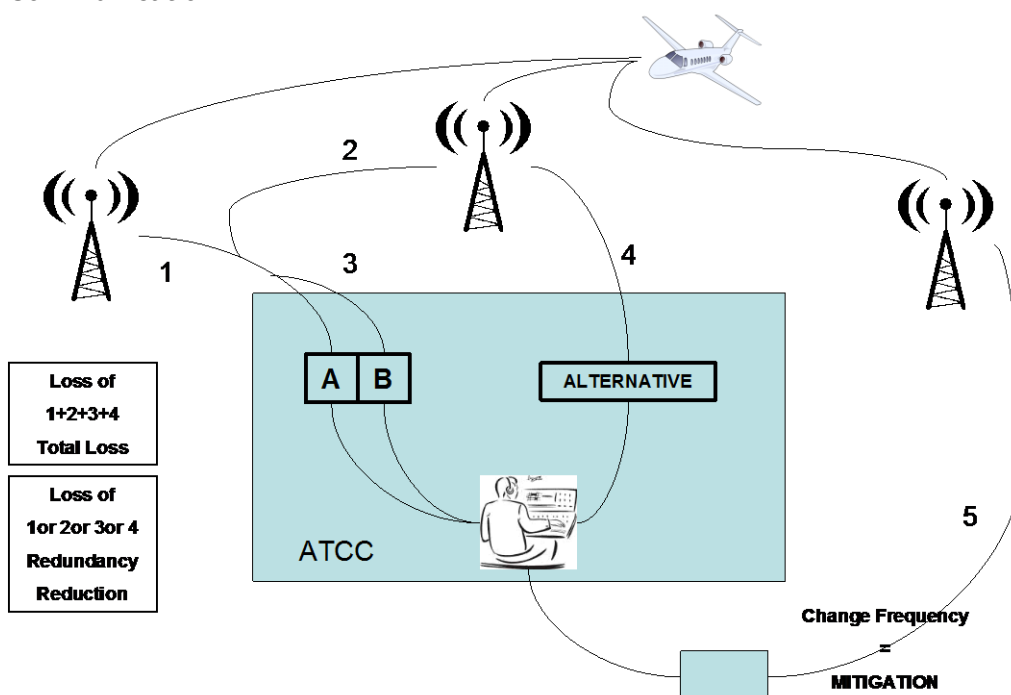 2
1
3
4
A
B
ALTERNATIVE
Loss of
1+2+3+4
Total Loss
Loss of
1or 2or 3or 4
Redundancy
Reduction
ATCC
5
Change Frequency
=
MITIGATION